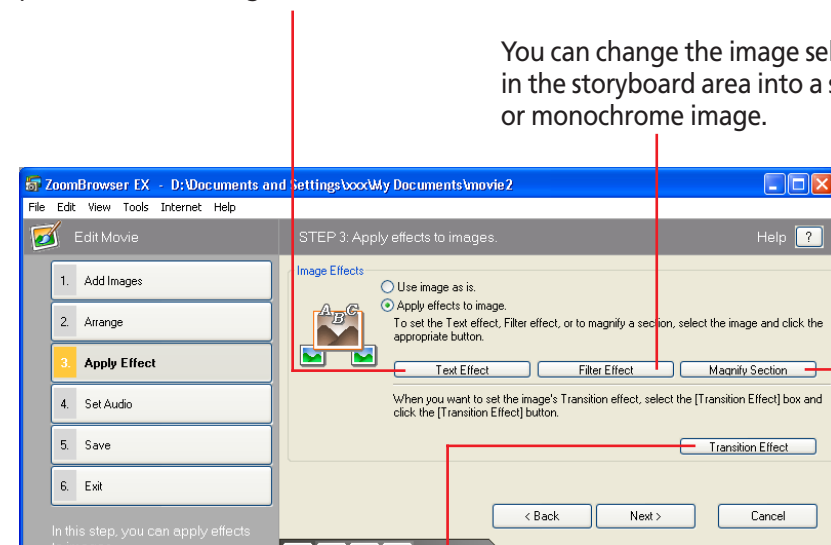 You can change the image sel
in the storyboard area into a s
or monochrome image.
ZoomBrowser EX - D:\Documents and Settings\xxx\My Documents\movie2
File Edit View Tools Internet Help
Edit Movie
STEP 3: Apply effects to images.
Help ?
1. Add Images
2. Arrange
3. Apply Effect
4. Set Audio
5. Save
6. Exit
In this step, you can apply effects
Image Effects
Use image as is.
Apply effects to image.
To set the Text effect, Filter effect, or to magnify a section, select the image and click the
appropriate button.
ABC
Text Effect
Filter Effect
Magnify Section
When you want to set the image's Transition effect, select the [Transition Effect] box and
click the [Transition Effect] button.
Transition Effect
< Back
Next >
Cancel